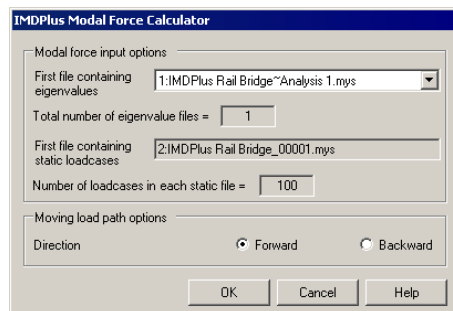 IMDPlus Modal Force Calculator
Modal force input options
First file containing eigenvalues
1:IMDPlus Rail Bridge~Analysis 1.mys
Total number of eigenvalue files =
1
First file containing static loadcases
2:IMDPlus Rail Bridge_00001.mys
Number of loadcases in each static file =
100
Moving load path options
Direction
Forward
Backward
OK
Cancel
Help